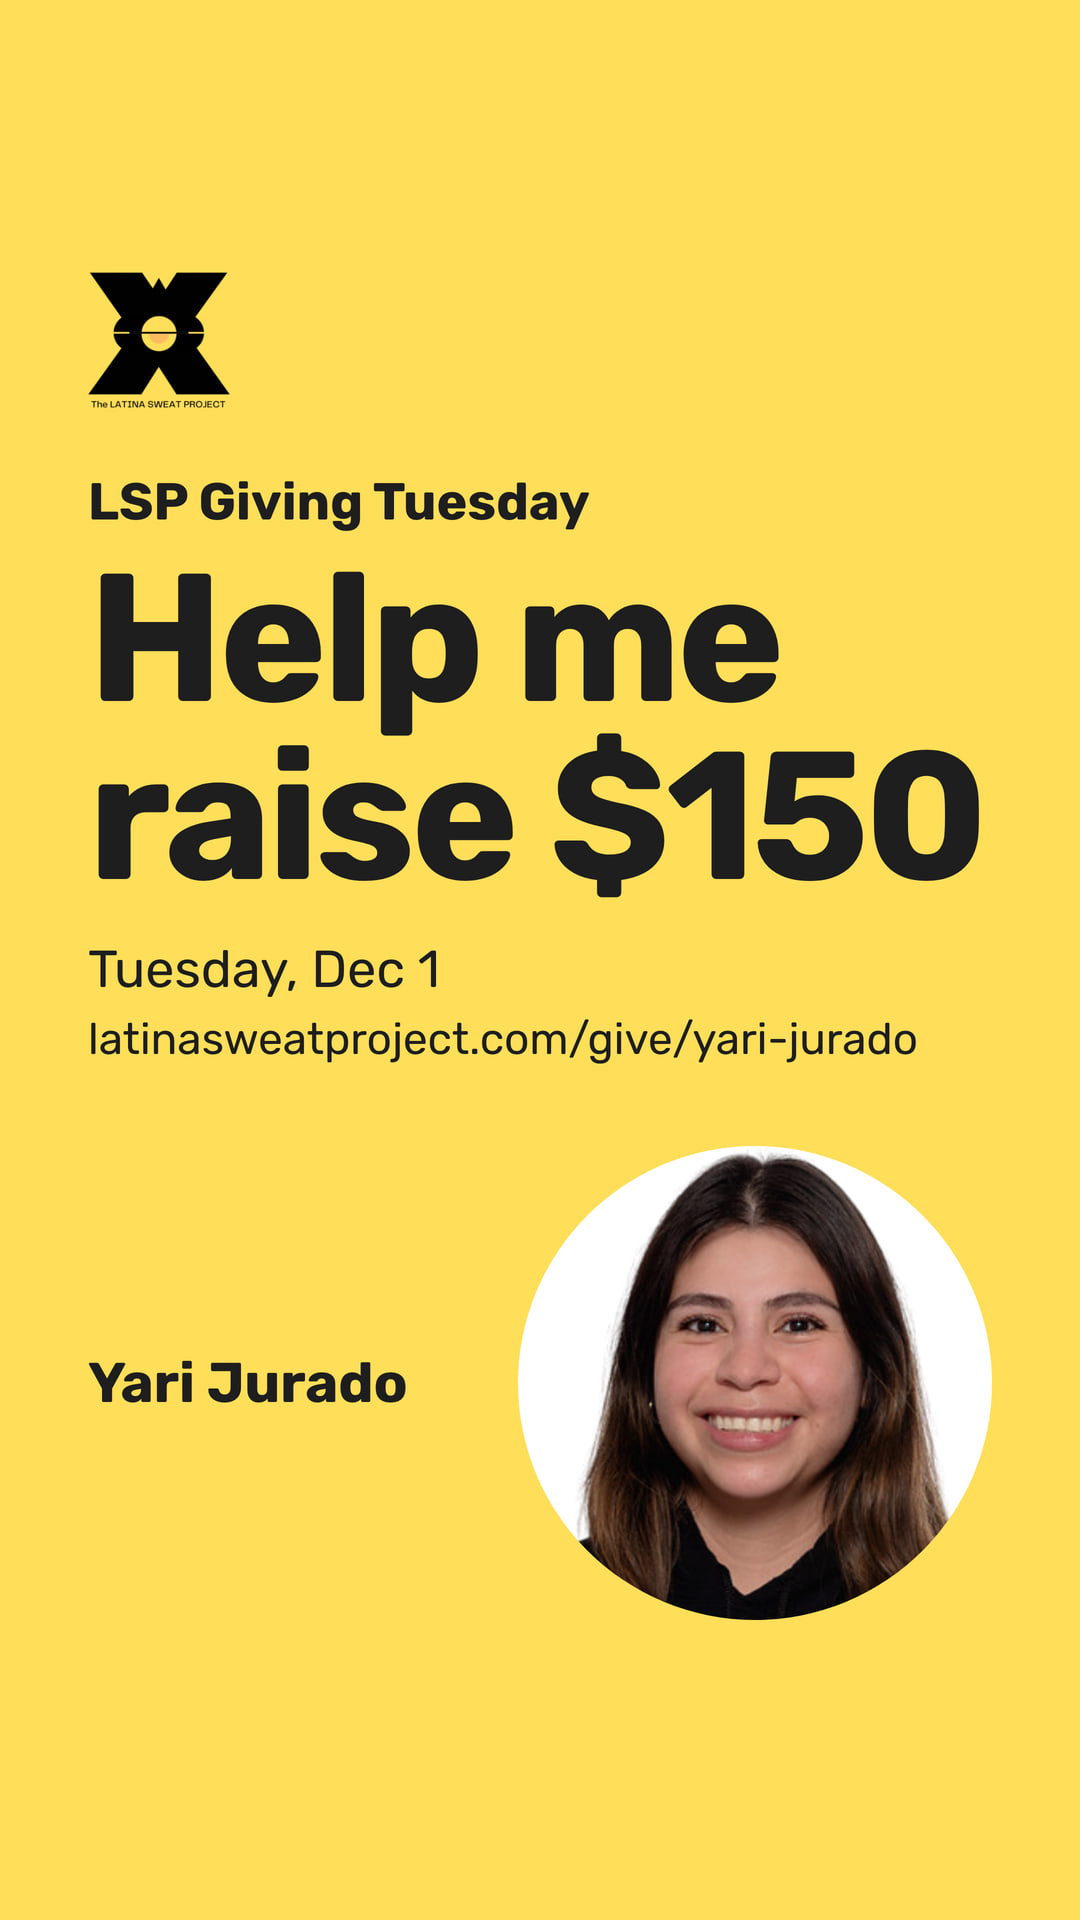 The LATINA SWEAT PROJECT
LSP Giving Tuesday
Help me
raise $150
Tuesday, Dec 1
latinasweatproject.com/give/yari-jurado
Yari Jurado